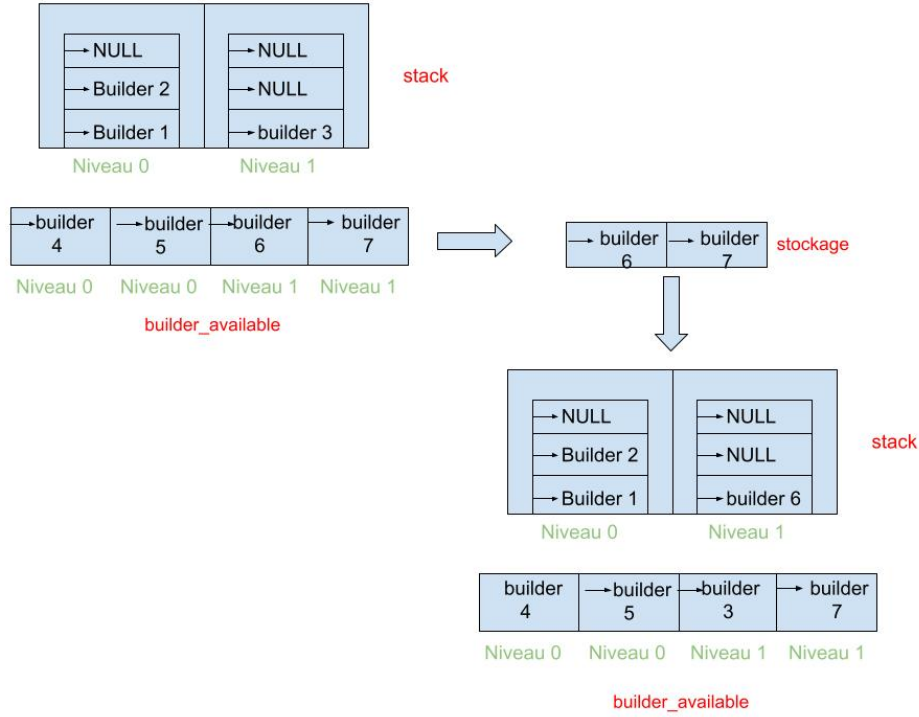 NULL
NULL
stack
Builder 2
NULL
Builder 1
builder 3
Niveau 0
Niveau 1
builder
4
builder
5
builder
6
builder
7
builder
6
builder
7
stockage
Niveau 0
Niveau 0
Niveau 1
Niveau 1
builder_available
NULL
NULL
stack
Builder 2
NULL
Builder 1
builder 6
Niveau 0
Niveau 1
builder
4
builder
5
builder
3
builder
7
Niveau 0
Niveau 0
Niveau 1
Niveau 1
builder_available